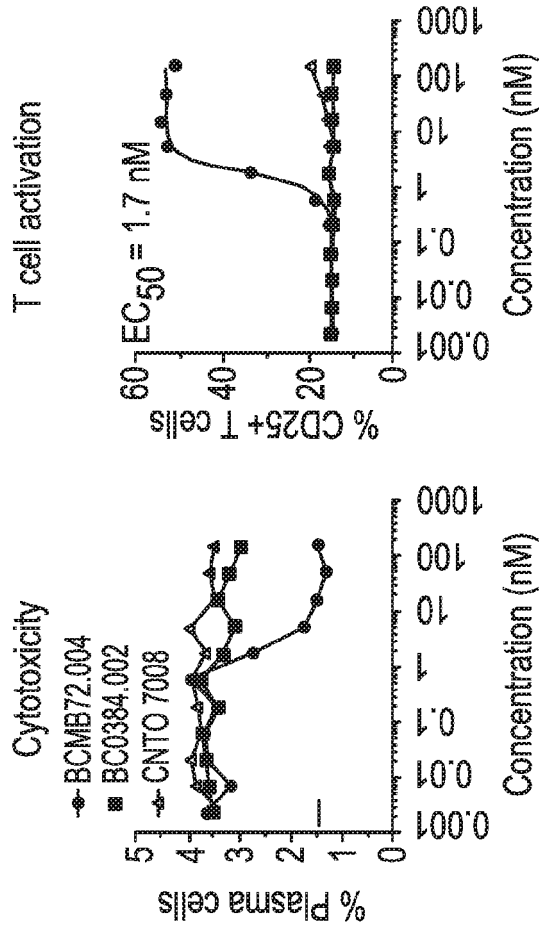 Cytotoxicity
BCMB72.004
BC0384.002
CNTO 7008
% Plasma cells
5
4
3
2
1
0
0.001
0.01
0.1
1
10
100
1000
Concentration (nM)
T cell activation
EC50 = 1.7 nM
% CD25+ T cells
60
40
20
0
0.001
0.01
0.1
1
10
100
1000
Concentration (nM)